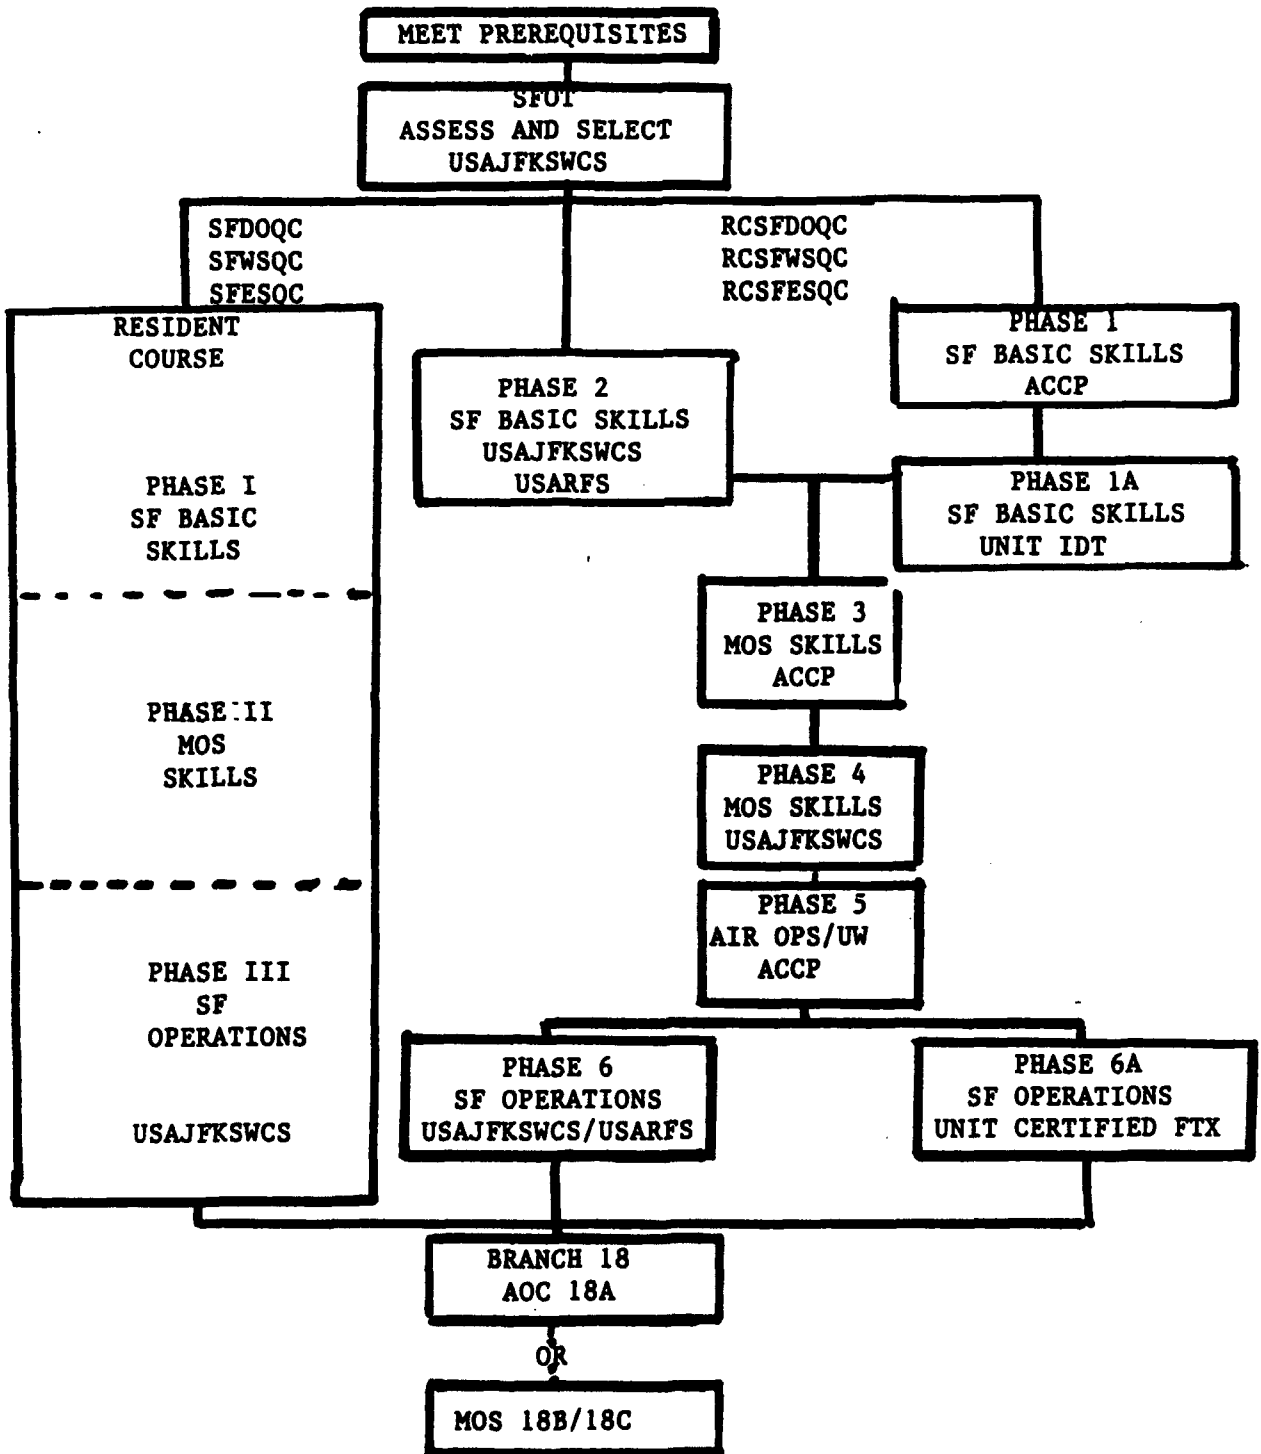 MEET PREREQUISITES
SFOT
ASSESS AND SELECT
USAJFKSWCS
SFDOQC
SFWSQC
SFESQC
RCSFDOQC
RCSFWSQC
RCSFESQC
RESIDENT
COURSE
PHASE I
SF BASIC
SKILLS
PHASE II
MOS
SKILLS
PHASE III
SF
OPERATIONS
USAJFKSWCS
PHASE 2
SF BASIC SKILLS
USAJFKSWCS
USARFS
PHASE 1
SF BASIC SKILLS
ACCP
PHASE 1A
SF BASIC SKILLS
UNIT IDT
PHASE 3
MOS SKILLS
ACCP
PHASE 4
MOS SKILLS
USAJFKSWCS
PHASE 5
AIR OPS/UW
ACCP
PHASE 6
SF OPERATIONS
USAJFKSWCS/USARFS
PHASE 6A
SF OPERATIONS
UNIT CERTIFIED FTX
BRANCH 18
AOC 18A
OR
MOS 18B/18C